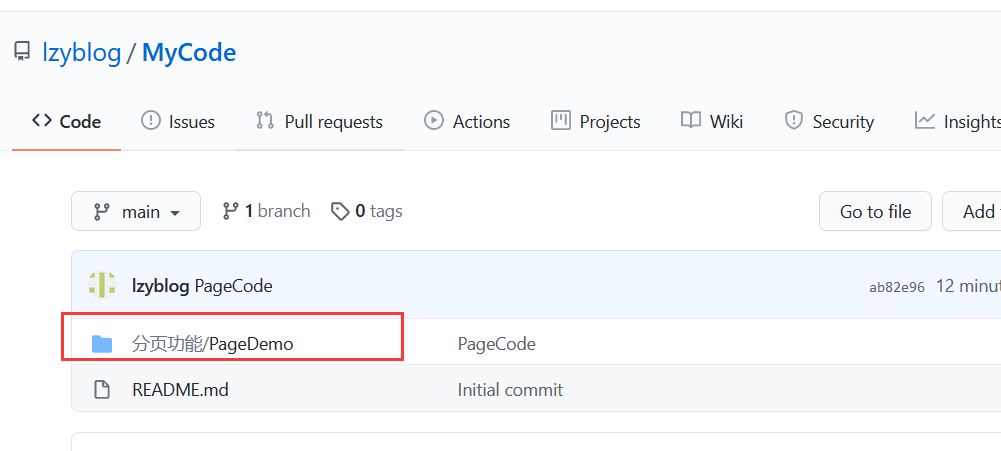 lzyblog / MyCode
Code Issues Pull requests Actions Projects Wiki Security Insights
main 1 branch 0 tags Go to file Add
lzyblog PageCode ab82e96 12 minut
分页功能/PageDemo PageCode
README.md Initial commit